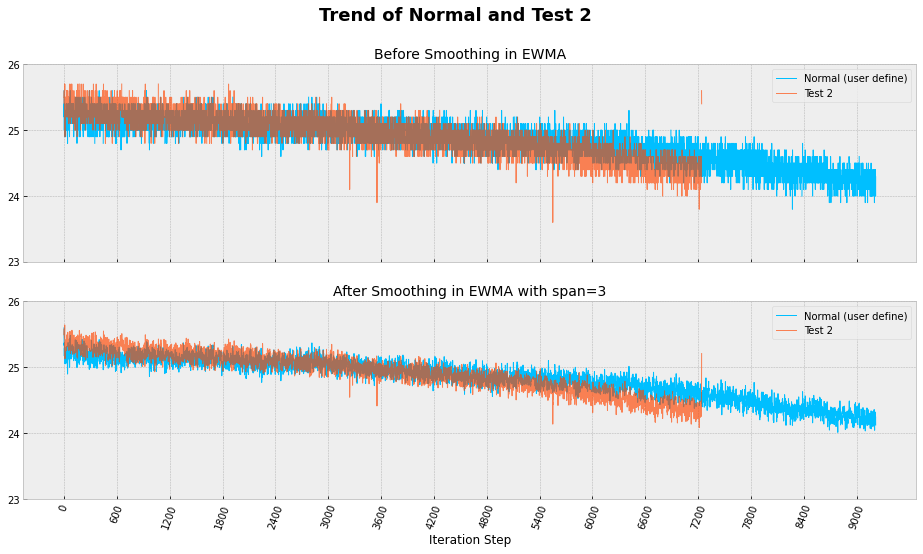 Trend of Normal and Test 2
Before Smoothing in EWMA
26
25
24
23
Normal (user define)
Test 2
After Smoothing in EWMA with span=3
26
25
24
23
Normal (user define)
Test 2
0 600 1200 1800 2400 3000 3600 4200 4800 5400 6000 6600 7200 7800 8400 9000
Iteration Step